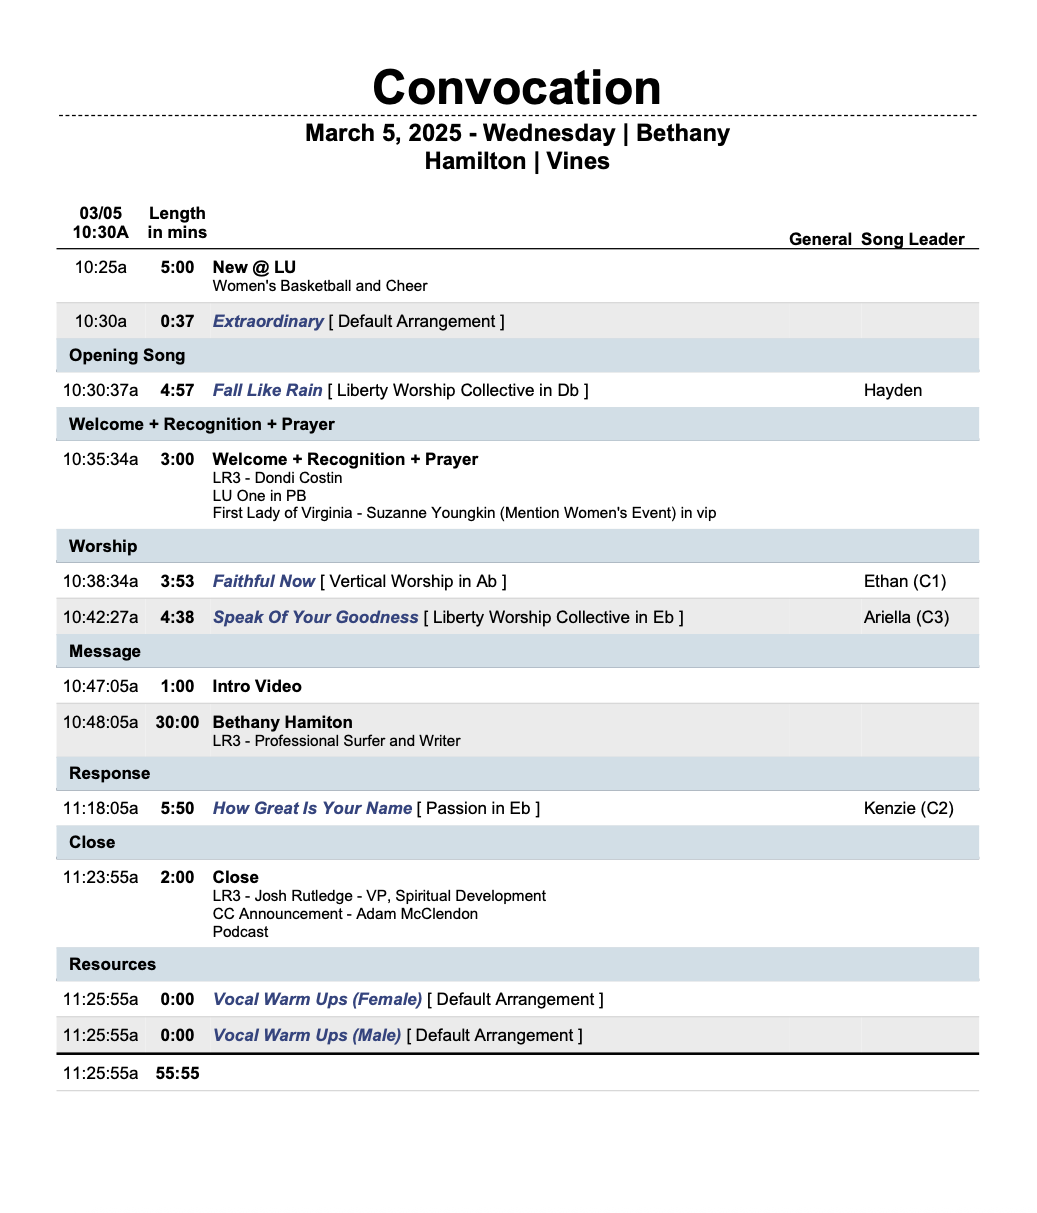 Convocation
March 5, 2025 - Wednesday | Bethany
Hamilton | Vines
03/05 Length
10:30A in mins General Song Leader
10:25a 5:00 New @ LU
Women's Basketball and Cheer
10:30a 0:37 Extraordinary [ Default Arrangement ]
Opening Song
10:30:37a 4:57 Fall Like Rain [ Liberty Worship Collective in Db ] Hayden
Welcome + Recognition + Prayer
10:35:34a 3:00 Welcome + Recognition + Prayer
LR3 - Dondi Costin
LU One in PB
First Lady of Virginia - Suzanne Youngkin (Mention Women's Event) in vip
Worship
10:38:34a 3:53 Faithful Now [ Vertical Worship in Ab ] Ethan (C1)
10:42:27a 4:38 Speak Of Your Goodness [ Liberty Worship Collective in Eb ] Ariella (C3)
Message
10:47:05a 1:00 Intro Video
10:48:05a 30:00 Bethany Hamiton
LR3 - Professional Surfer and Writer
Response
11:18:05a 5:50 How Great Is Your Name [ Passion in Eb ] Kenzie (C2)
Close
11:23:55a 2:00 Close
LR3 - Josh Rutledge - VP, Spiritual Development
CC Announcement - Adam McClendon
Podcast
Resources
11:25:55a 0:00 Vocal Warm Ups (Female) [ Default Arrangement ]
11:25:55a 0:00 Vocal Warm Ups (Male) [ Default Arrangement ]
11:25:55a 55:55